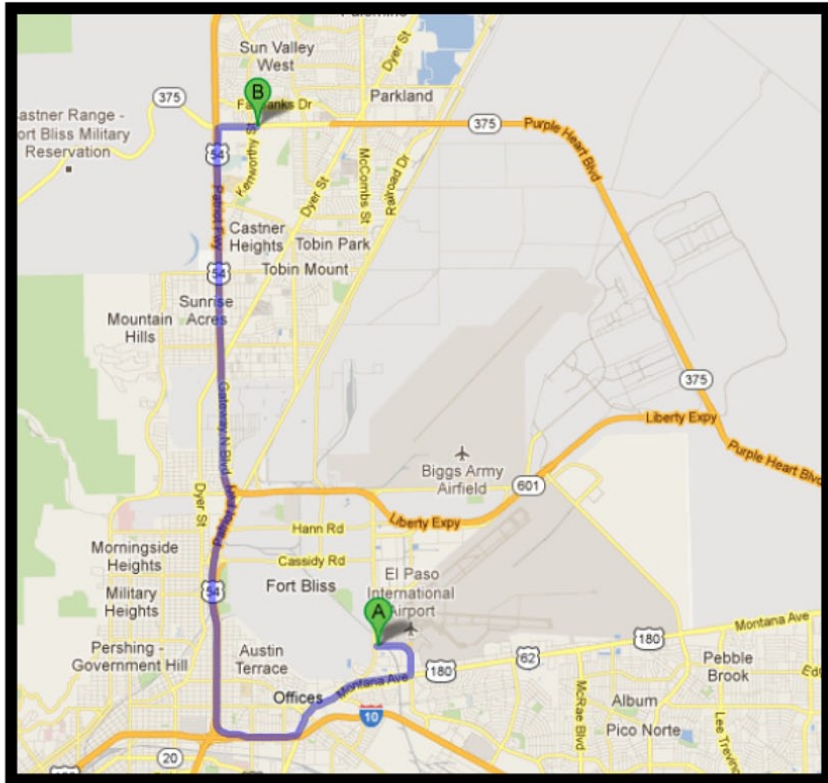 Sun Valley
West
Dyer St
375
B
Fairbanks Dr
Parkland
Castner Range -
Fort Bliss Military
Reservation
54
Kenworthy St
375
Purple Heart Blvd
McCombs St
Railroad Dr
Dyer St
Patriot Fwy
Castner
Heights
Tobin Park
54
Tobin Mount
Sunrise
Acres
Mountain
Hills
375
Gateway N Blvd
Liberty Expy
Purple Heart Blvd
Biggs Army
Airfield
601
Dyer St
Liberty Expy
Hann Rd
Morningside
Heights
Cassidy Rd
54
Fort Bliss
El Paso
International
Airport
A
Military
Heights
Montana Ave
180
Pershing -
Government Hill
Austin
Terrace
62
180
Pebble
Brook
Montana Ave
Offices
McRae Blvd
Album
Pico Norte
10
20